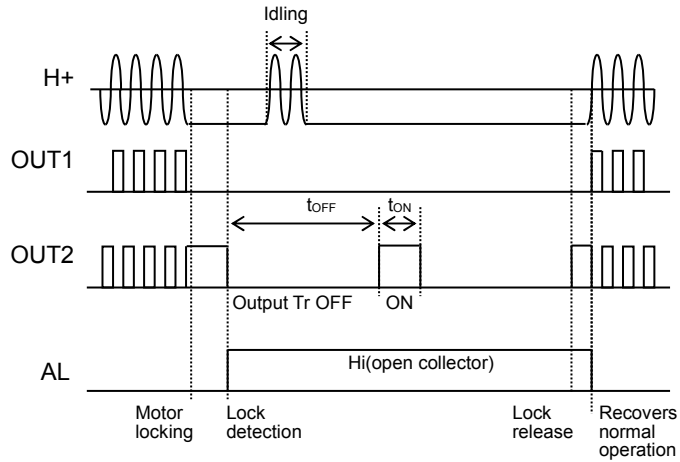 Idling
H+
OUT1
tOFF
tON
OUT2
Output Tr OFF
ON
Hi(open collector)
AL
Motor
locking
Lock
detection
Lock
release
Recovers
normal
operation